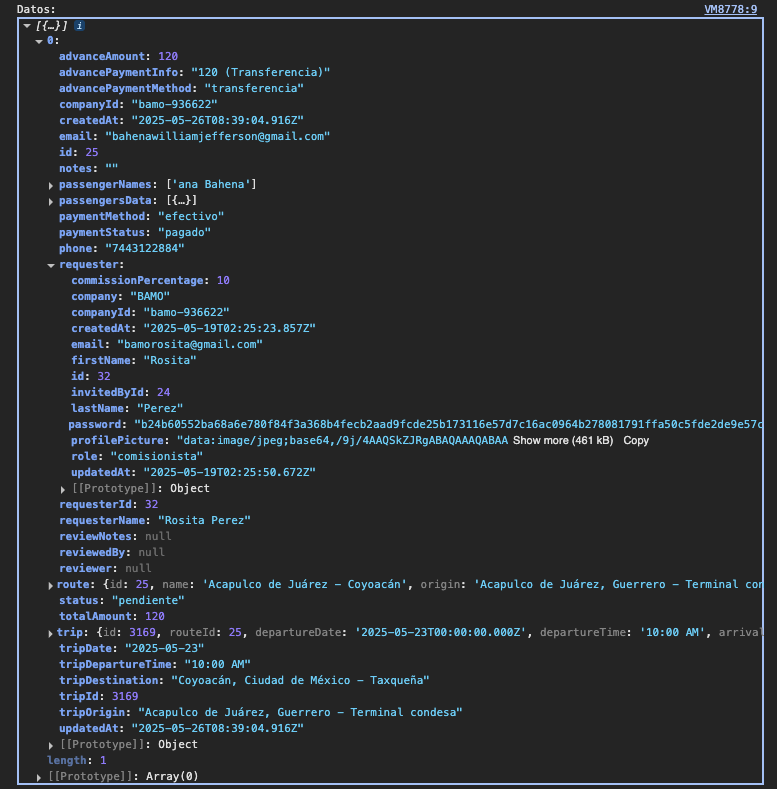 Datos:
VM8778:9
▼ [{…}] i
▼ 0:
advanceAmount: 120
advancePaymentInfo: "120 (Transferencia)"
advancePaymentMethod: "transferencia"
companyId: "bamo-936622"
createdAt: "2025-05-26T08:39:04.916Z"
email: "bahenawilliamjefferson@gmail.com"
id: 25
notes: ""
▶ passengerNames: ['ana Bahena']
▶ passengersData: [{…}]
paymentMethod: "efectivo"
paymentStatus: "pagado"
phone: "7443122884"
▼ requester:
commissionPercentage: 10
company: "BAMO"
companyId: "bamo-936622"
createdAt: "2025-05-19T02:25:23.857Z"
email: "bamorosita@gmail.com"
firstName: "Rosita"
id: 32
invitedById: 24
lastName: "Perez"
password: "b24b60552ba68a6e780f84f3a368b4fecb2aad9fcde25b173116e57d7c16ac0964b278081791ffa50c5fde2de9e57c
profilePicture: "data:image/jpeg;base64,/9j/4AAQSkZJRgABAQAAAQABAA Show more (461 kB) Copy
role: "comisionista"
updatedAt: "2025-05-19T02:25:50.672Z"
▶ [[Prototype]]: Object
requesterId: 32
requesterName: "Rosita Perez"
reviewNotes: null
reviewedBy: null
reviewer: null
▶ route: {id: 25, name: 'Acapulco de Juárez - Coyoacán', origin: 'Acapulco de Juárez, Guerrero - Terminal con
status: "pendiente"
totalAmount: 120
▶ trip: {id: 3169, routeId: 25, departureDate: '2025-05-23T00:00:00.000Z', departureTime: '10:00 AM', arrival
tripDate: "2025-05-23"
tripDepartureTime: "10:00 AM"
tripDestination: "Coyoacán, Ciudad de México - Taxqueña"
tripId: 3169
tripOrigin: "Acapulco de Juárez, Guerrero - Terminal condesa"
updatedAt: "2025-05-26T08:39:04.916Z"
▶ [[Prototype]]: Object
length: 1
▶ [[Prototype]]: Array(0)